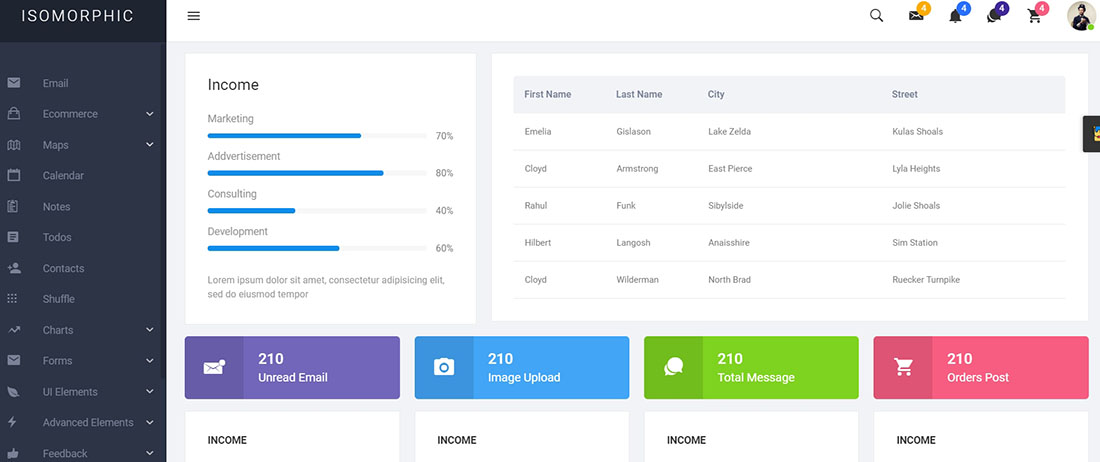 ISOMORPHIC
4 4 4 4
Email
Ecommerce
Maps
Calendar
Notes
Todos
Contacts
Shuffle
Charts
Forms
UI Elements
Advanced Elements
Feedback
Income
Marketing
70%
Addvertisement
80%
Consulting
40%
Development
60%
Lorem ipsum dolor sit amet, consectetur adipisicing elit,
sed do eiusmod tempor
First Name Last Name City Street
Emelia Gislason Lake Zelda Kulas Shoals
Cloyd Armstrong East Pierce Lyla Heights
Rahul Funk Sibylside Jolie Shoals
Hilbert Langosh Anaisshire Sim Station
Cloyd Wilderman North Brad Ruecker Turnpike
210
Unread Email
210
Image Upload
210
Total Message
210
Orders Post
INCOME
INCOME
INCOME
INCOME